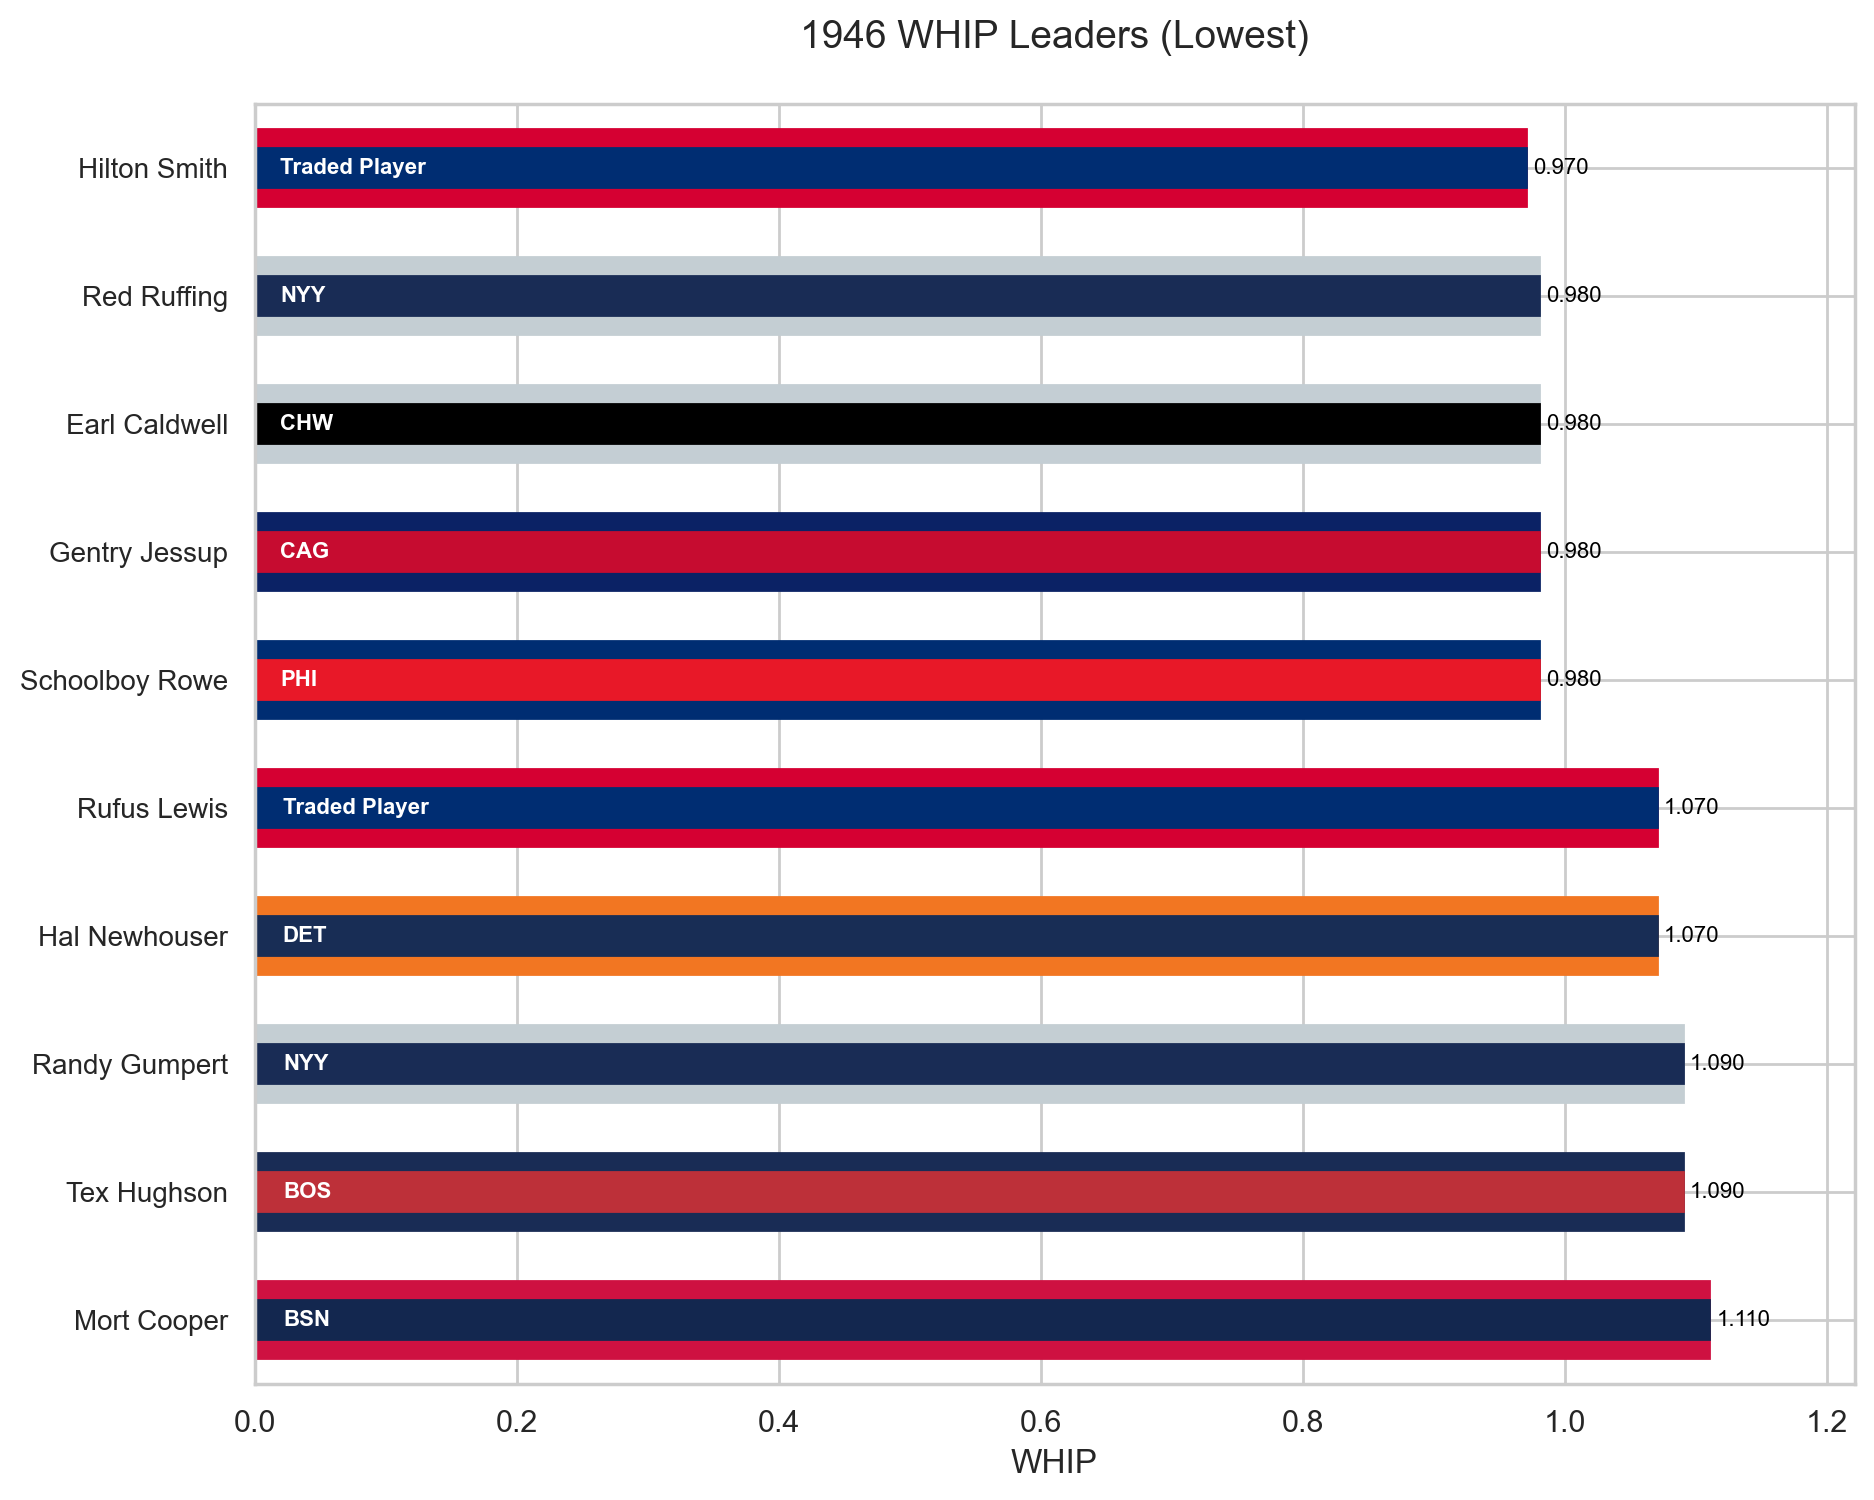 1946 WHIP Leaders (Lowest)
Hilton Smith
Traded Player
0.970
Red Ruffing
NYY
0.980
Earl Caldwell
CHW
0.980
Gentry Jessup
CAG
0.980
Schoolboy Rowe
PHI
0.980
Rufus Lewis
Traded Player
1.070
Hal Newhouser
DET
1.070
Randy Gumpert
NYY
1.090
Tex Hughson
BOS
1.090
Mort Cooper
BSN
1.110
0.0 0.2 0.4 0.6 0.8 1.0 1.2
WHIP